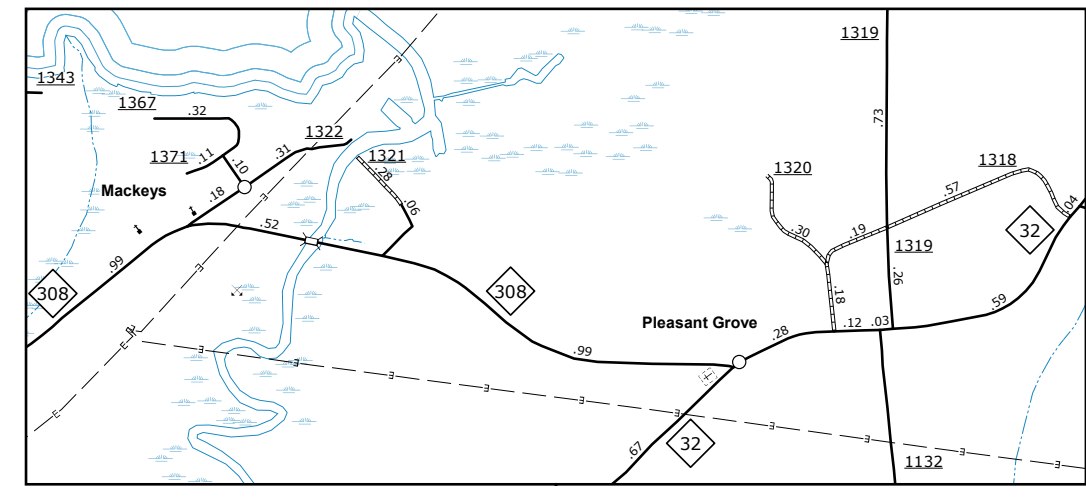 1319
1343
1367
.32
.73
1322
.31
1371
.11
.10
1321
.28
1320
1318
.57
Mackeys
.18
.06
.04
.52
.30
.19
32
1319
.99
308
.26
308
.18
.59
Pleasant Grove
.28
.12
.03
.99
.67
32
1132
E
E
E
E
E
E
E
E
E
E
E
E
E